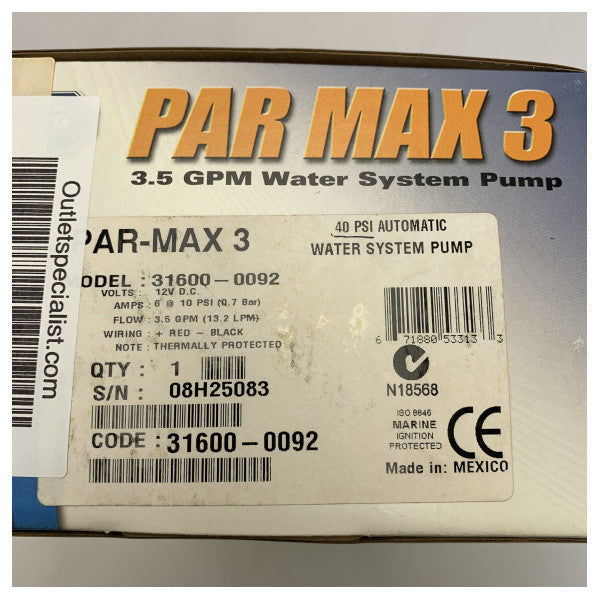 PAR MAX 3
3.5 GPM Water System Pump
Outletspecialist.com
PAR-MAX 3
40 PSI AUTOMATIC
WATER SYSTEM PUMP
ODEL : 31600-0092
VOLTS : 12V D.C.
AMPS : 6 @ 10 PSI (0.7 Bar)
FLOW : 3.5 GPM (13.2 LPM)
WIRING : + RED - BLACK
NOTE : THERMALLY PROTECTED
6 71880 53313 3
QTY : 1
N18568
S/N : 08H25083
ISO 8846
MARINE
IGNITION
PROTECTED
CE
CODE : 31600-0092
Made in: MEXICO